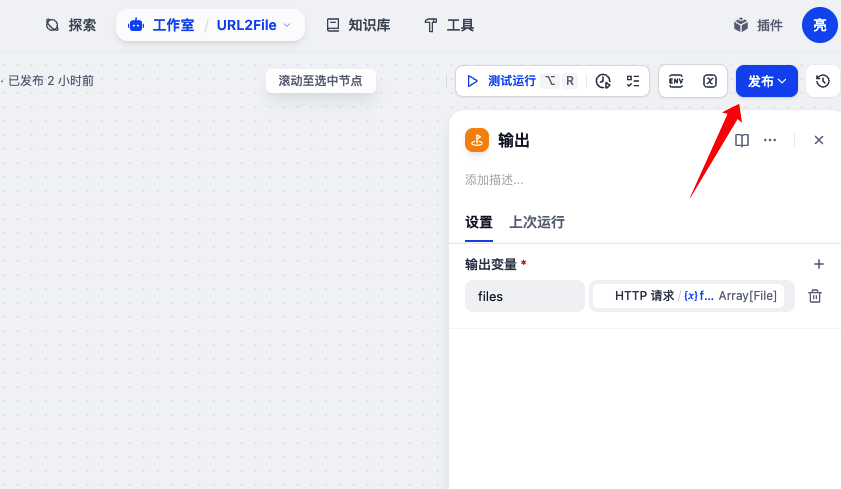 探索
工作室 / URL2File
知识库
工具
插件
亮
· 已发布 2 小时前
滚动至选中节点
测试运行 ⌥ R
ENV
发布
输出
添加描述...
设置
上次运行
输出变量 *
files
HTTP 请求 / {x} f... Array[File]